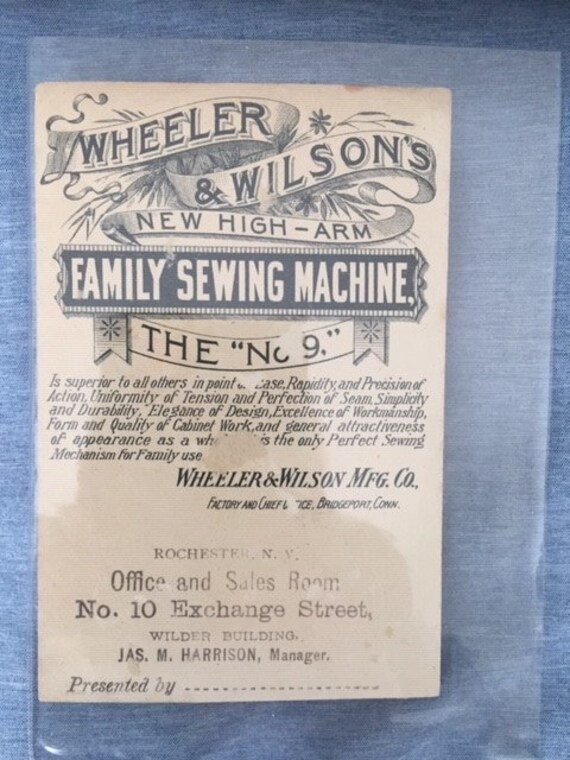 WHEELER
& WILSON'S
NEW HIGH-ARM
FAMILY SEWING MACHINE,
THE "No 9."
Is superior to all others in point Ease, Rapidity, and Precision of
Action, Uniformity of Tension and Perfection of Seam, Simplicity
and Durability, Elegance of Design, Excellence of Workmanship,
Form and Quality of Cabinet Work, and general attractiveness
of appearance as a is the only Perfect Sewing
Mechanism for Family use
WHEELER & WILSON MFG. CO.,
FACTORY AND CHIEF BRIDGEPORT, CONN.
ROCHESTER, N. Y.
Office and Sales Room
No. 10 Exchange Street,
WILDER BUILDING.
JAS. M. HARRISON, Manager.
Presented by